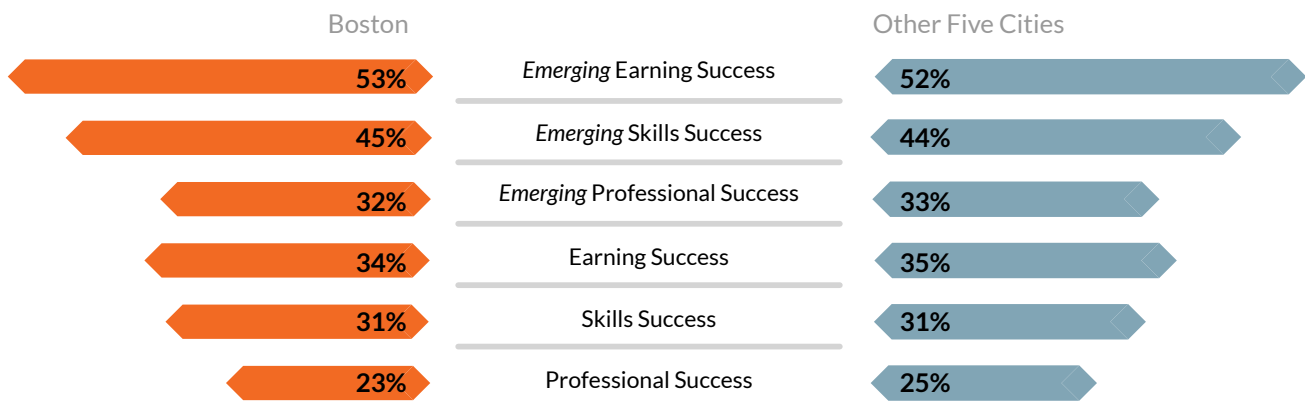 Boston Other Five Cities
53% Emerging Earning Success 52%
45% Emerging Skills Success 44%
32% Emerging Professional Success 33%
34% Earning Success 35%
31% Skills Success 31%
23% Professional Success 25%